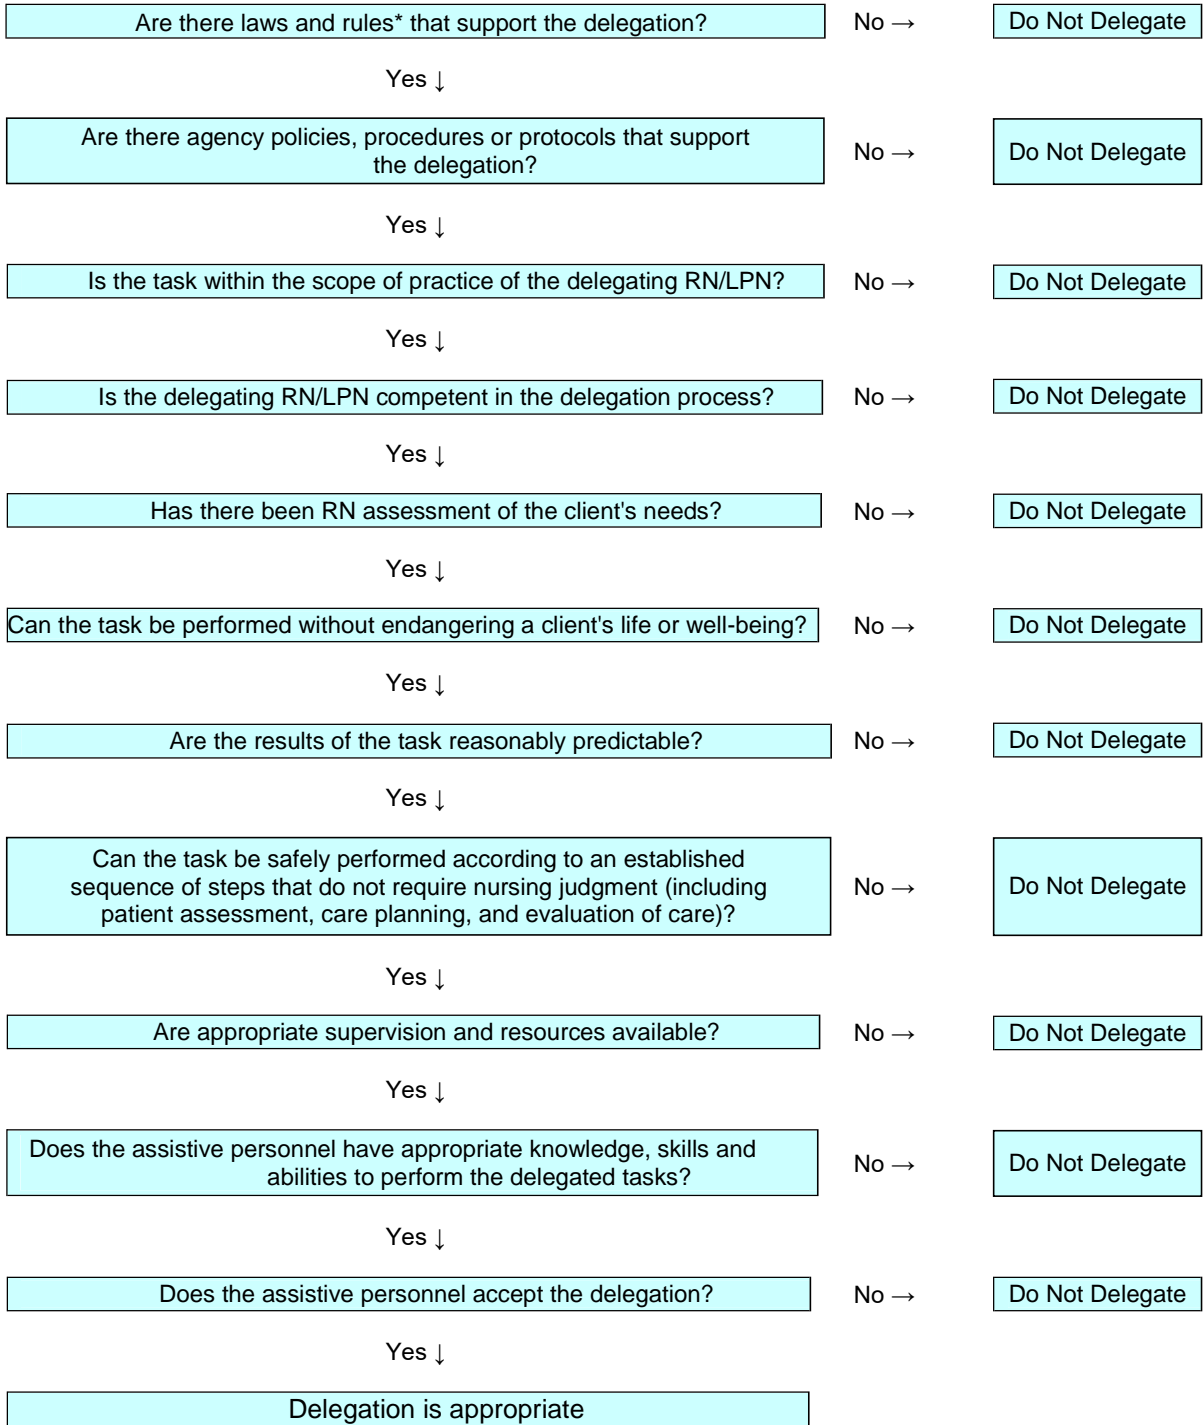 Are there laws and rules* that support the delegation? No → Do Not Delegate
Yes ↓
Are there agency policies, procedures or protocols that support
the delegation?
No → Do Not Delegate
Yes ↓
Is the task within the scope of practice of the delegating RN/LPN? No → Do Not Delegate
Yes ↓
Is the delegating RN/LPN competent in the delegation process? No → Do Not Delegate
Yes ↓
Has there been RN assessment of the client's needs? No → Do Not Delegate
Yes ↓
Can the task be performed without endangering a client's life or well-being? No → Do Not Delegate
Yes ↓
Are the results of the task reasonably predictable? No → Do Not Delegate
Yes ↓
Can the task be safely performed according to an established
sequence of steps that do not require nursing judgment (including
patient assessment, care planning, and evaluation of care)?
No → Do Not Delegate
Yes ↓
Are appropriate supervision and resources available? No → Do Not Delegate
Yes ↓
Does the assistive personnel have appropriate knowledge, skills and
abilities to perform the delegated tasks?
No → Do Not Delegate
Yes ↓
Does the assistive personnel accept the delegation? No → Do Not Delegate
Yes ↓
Delegation is appropriate